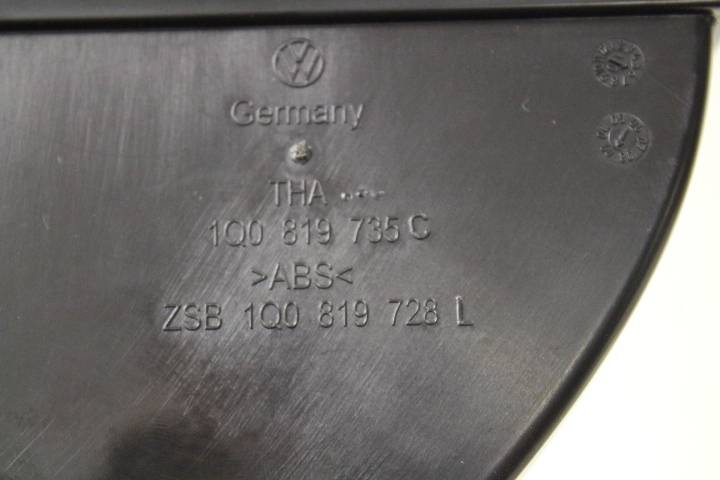 Germany
THA
1Q0 819 735 C
>ABS<
ZSB 1Q0 819 728 L